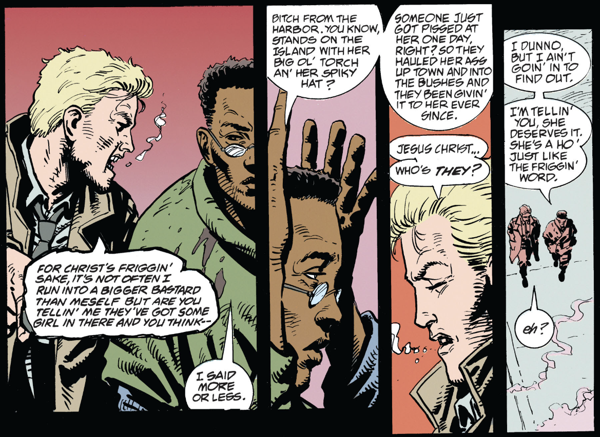 FOR CHRIST'S FRIGGIN'
SAKE, IT'S NOT OFTEN I
RUN INTO A BIGGER BASTARD
THAN MESELF BUT ARE YOU
TELLIN' ME THEY'VE GOT SOME
GIRL IN THERE AND YOU THINK--
I SAID
MORE
OR LESS.
BITCH FROM THE
HARBOR. YOU KNOW,
STANDS ON THE
ISLAND WITH HER
BIG OL' TORCH
AN' HER SPIKY
HAT?
SOMEONE JUST
GOT PISSED AT
HER ONE DAY,
RIGHT? SO THEY
HAULED HER ASS
UP TOWN AND INTO
THE BUSHES AND
THEY BEEN GIVIN'
IT TO HER EVER
SINCE.
JESUS CHRIST...
WHO'S THEY?
I DUNNO,
BUT I AIN'T
GOIN' IN TO
FIND OUT.
I'M TELLIN'
YOU, SHE
DESERVES IT.
SHE'S A HO'
JUST LIKE
THE FRIGGIN'
WORD.
eh?